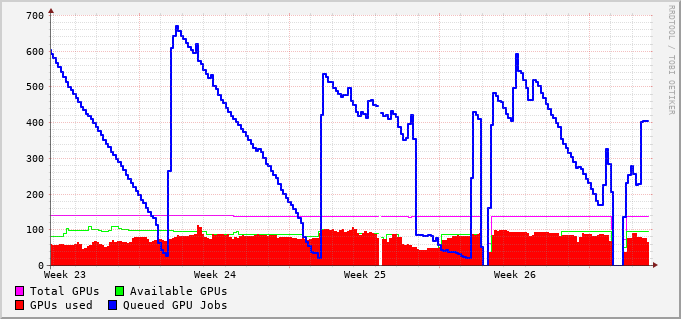 700
600
500
400
300
200
100
0
Week 23 Week 24 Week 25 Week 26
Total GPUs Available GPUs
GPUs used Queued GPU Jobs
RRDTOOL / TOBI OETIKER